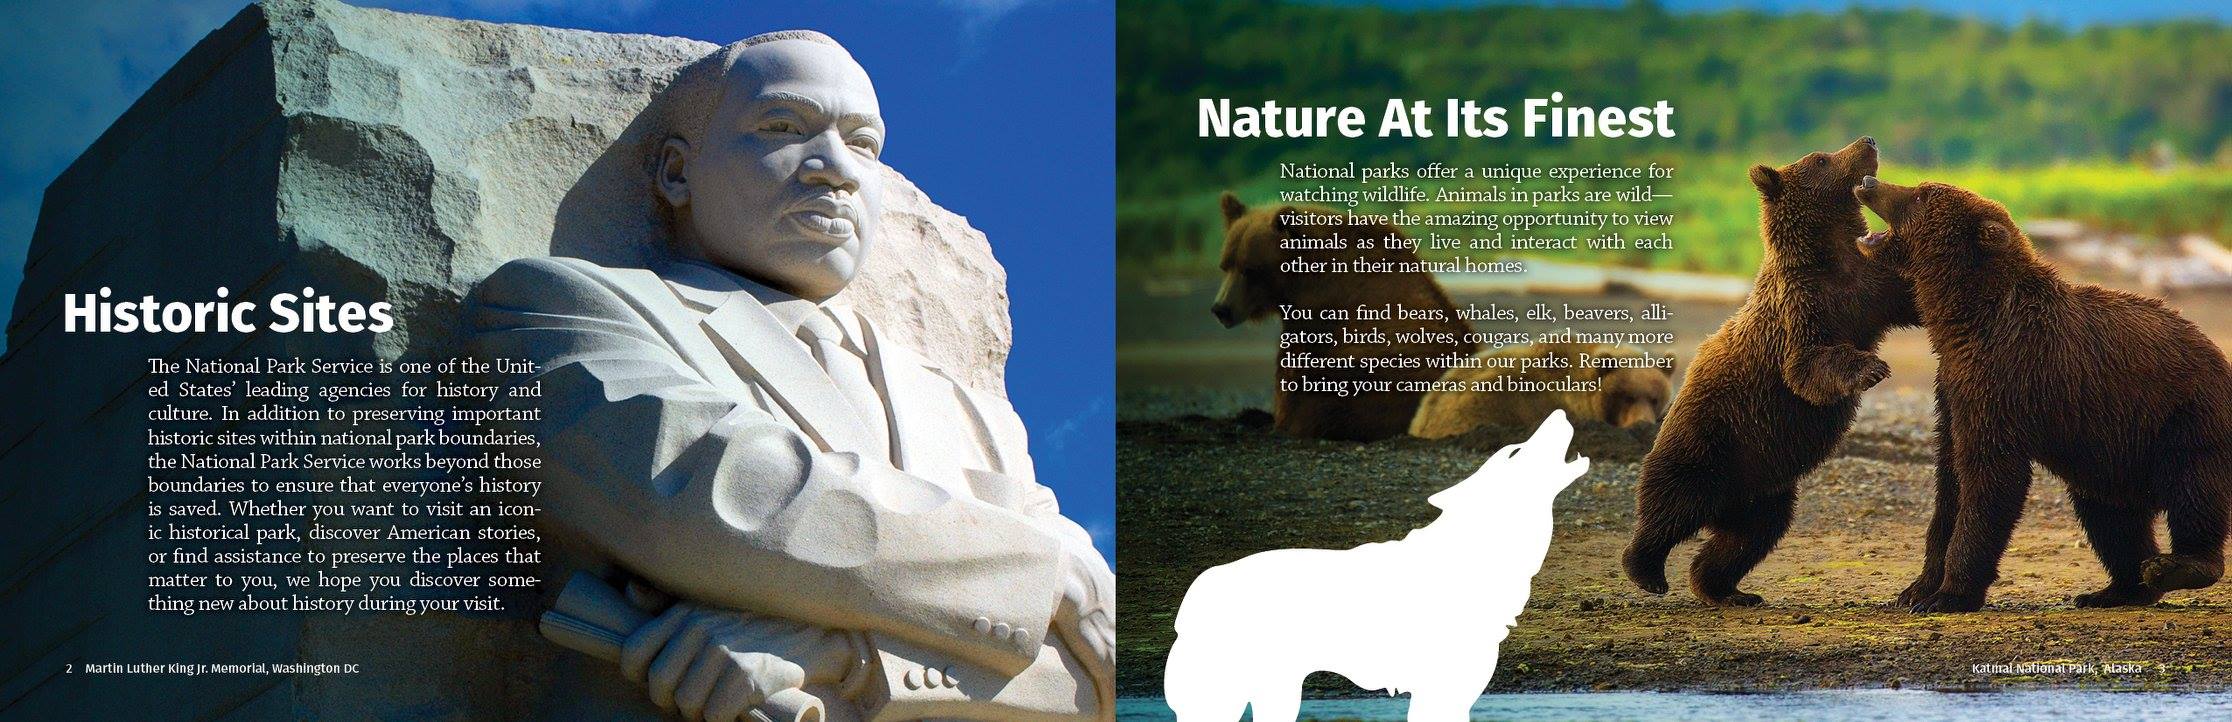 Historic Sites
The National Park Service is one of the Unit-
ed States’ leading agencies for history and
culture. In addition to preserving important
historic sites within national park boundaries,
the National Park Service works beyond those
boundaries to ensure that everyone’s history
is saved. Whether you want to visit an icon-
ic historical park, discover American stories,
or find assistance to preserve the places that
matter to you, we hope you discover some-
thing new about history during your visit.
2 Martin Luther King Jr. Memorial, Washington DC
Nature At Its Finest
National parks offer a unique experience for
watching wildlife. Animals in parks are wild—
visitors have the amazing opportunity to view
animals as they live and interact with each
other in their natural homes.
You can find bears, whales, elk, beavers, alli-
gators, birds, wolves, cougars, and many more
different species within our parks. Remember
to bring your cameras and binoculars!
Katmal National Park, Alaska 3